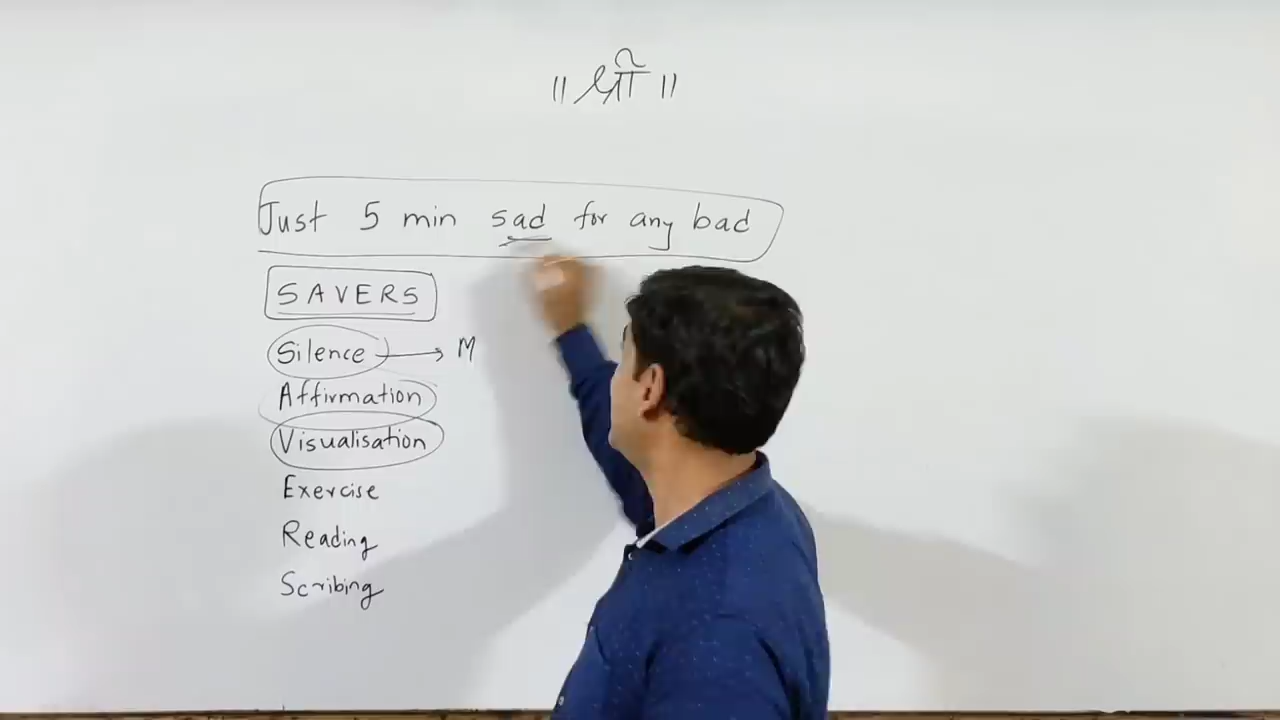 ॥ श्री ॥
Just 5 min sad for any bad
SAVERS
Silence → M
Affirmation
Visualisation
Exercise
Reading
Scribing